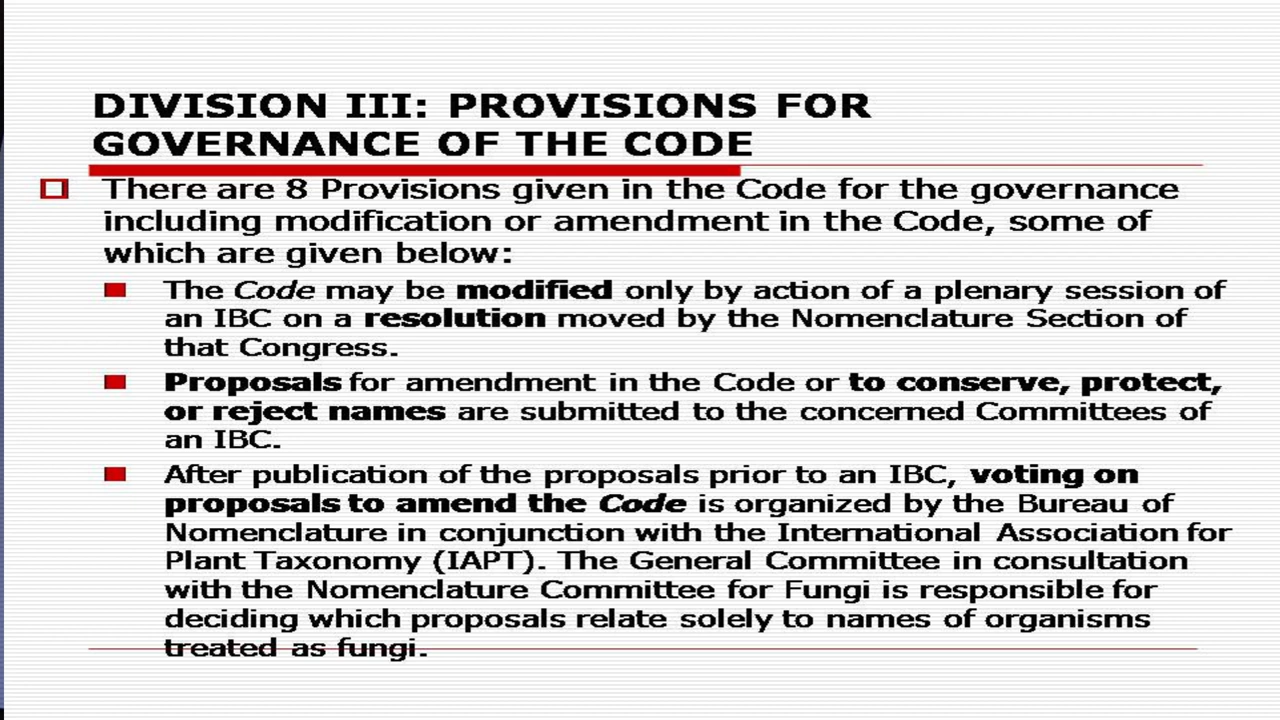 DIVISION III: PROVISIONS FOR
GOVERNANCE OF THE CODE
There are 8 Provisions given in the Code for the governance
including modification or amendment in the Code, some of
which are given below:
The Code may be modified only by action of a plenary session of
an IBC on a resolution moved by the Nomenclature Section of
that Congress.
Proposals for amendment in the Code or to conserve, protect,
or reject names are submitted to the concerned Committees of
an IBC.
After publication of the proposals prior to an IBC, voting on
proposals to amend the Code is organized by the Bureau of
Nomenclature in conjunction with the International Association for
Plant Taxonomy (IAPT). The General Committee in consultation
with the Nomenclature Committee for Fungi is responsible for
deciding which proposals relate solely to names of organisms
treated as fungi.